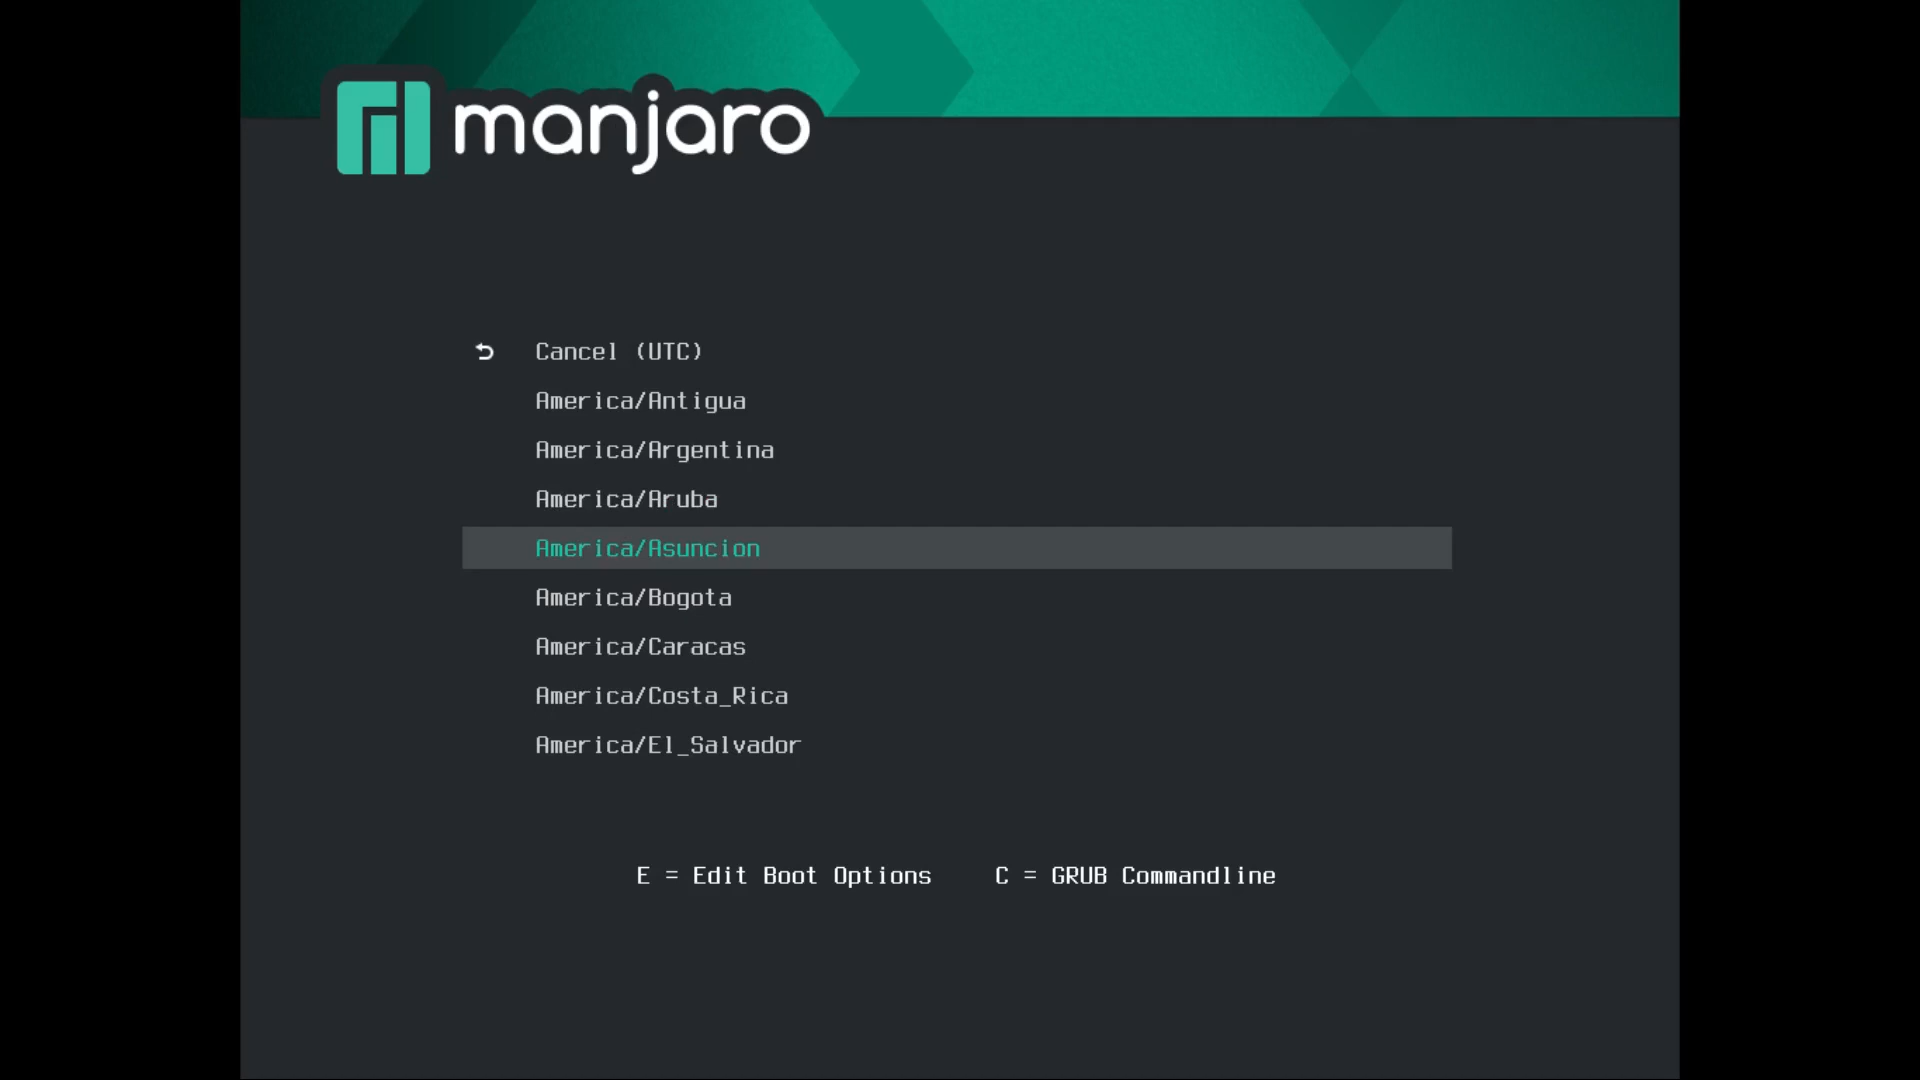 manjaro
Cancel (UTC)
America/Antigua
America/Argentina
America/Aruba
America/Asuncion
America/Bogota
America/Caracas
America/Costa_Rica
America/El_Salvador
E = Edit Boot Options    C = GRUB Commandline